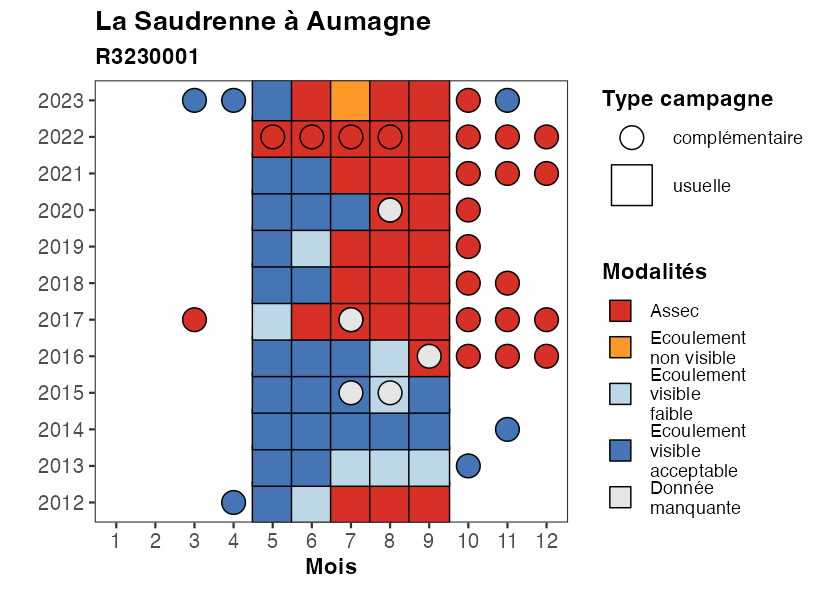 La Saudrenne à Aumagne
R3230001
2023
2022
2021
2020
2019
2018
2017
2016
2015
2014
2013
2012
1 2 3 4 5 6 7 8 9 10 11 12
Mois
Type campagne
complémentaire
usuelle
Modalités
Assec
Ecoulement
non visible
Ecoulement
visible
faible
Ecoulement
visible
acceptable
Donnée
manquante